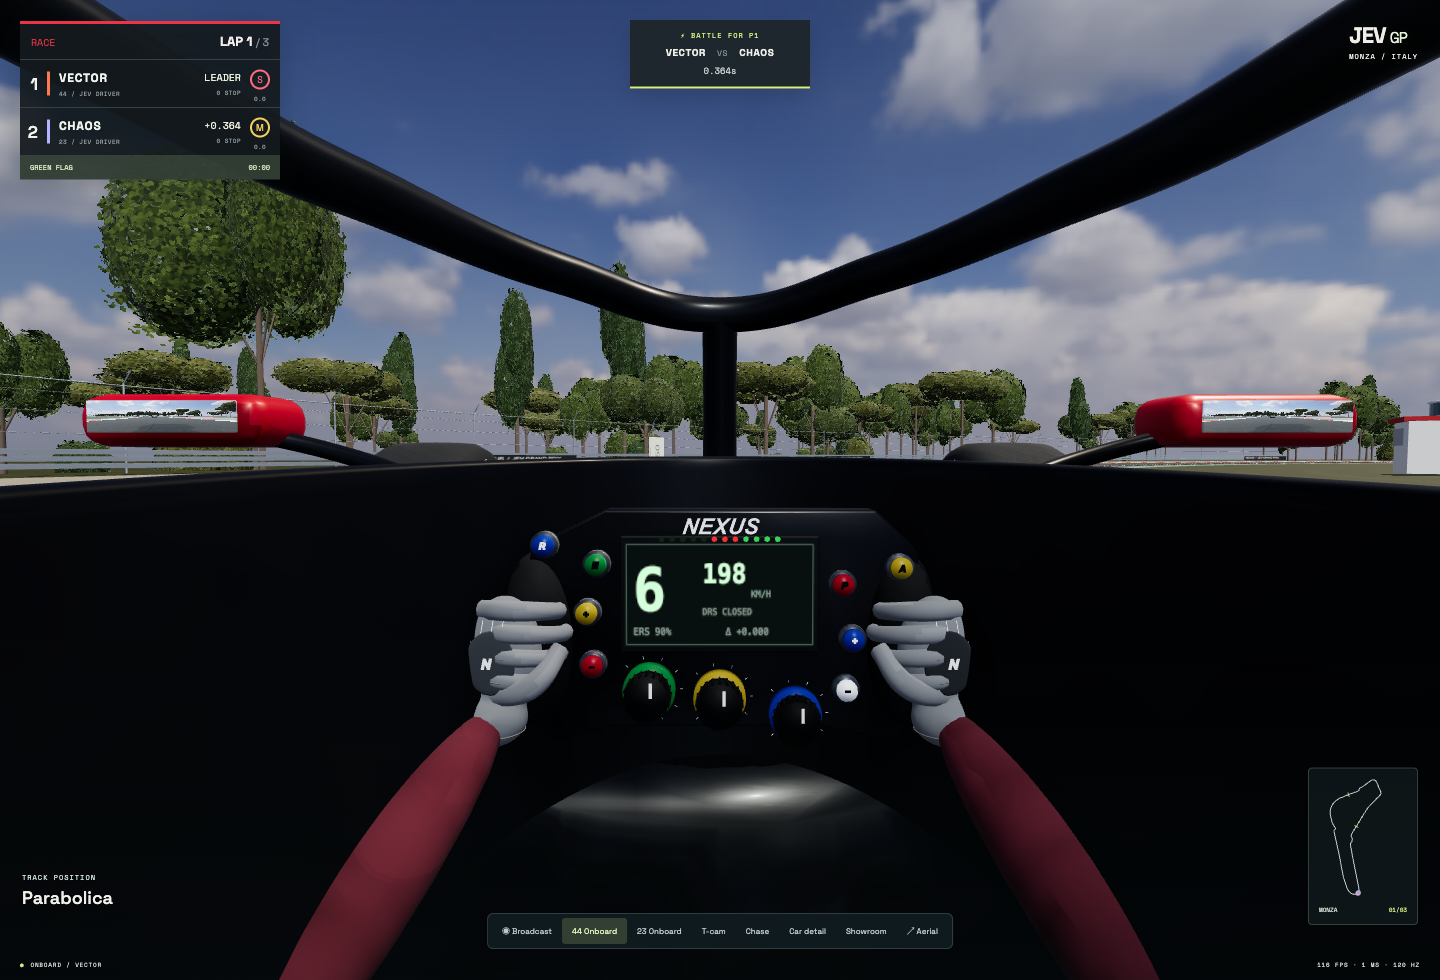 RACE
LAP 1 / 3
1 VECTOR LEADER S
44 / JEV DRIVER 0 STOP 0.0
2 CHAOS +0.364 M
23 / JEV DRIVER 0 STOP 0.0
GREEN FLAG 00:00
⚡ BATTLE FOR P1
VECTOR VS CHAOS
0.364s
JEV GP
MONZA / ITALY
NEXUS
R
A
P
6 198
KM/H
DRS CLOSED
ERS 90% Δ +0.000
+
+
-
-
N
N
TRACK POSITION
Parabolica
MONZA 01/03
◉ Broadcast 44 Onboard 23 Onboard T-cam Chase Car detail Showroom ↗ Aerial
ONBOARD / VECTOR
116 FPS · 1 MS · 120 HZ